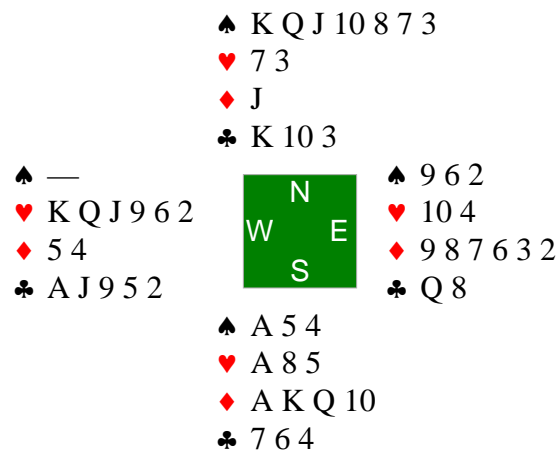 ♠ K Q J 10 8 7 3
♥ 7 3
♦ J
♣ K 10 3
♠ —
♥ K Q J 9 6 2
♦ 5 4
♣ A J 9 5 2
N
W E
S
♠ 9 6 2
♥ 10 4
♦ 9 8 7 6 3 2
♣ Q 8
♠ A 5 4
♥ A 8 5
♦ A K Q 10
♣ 7 6 4